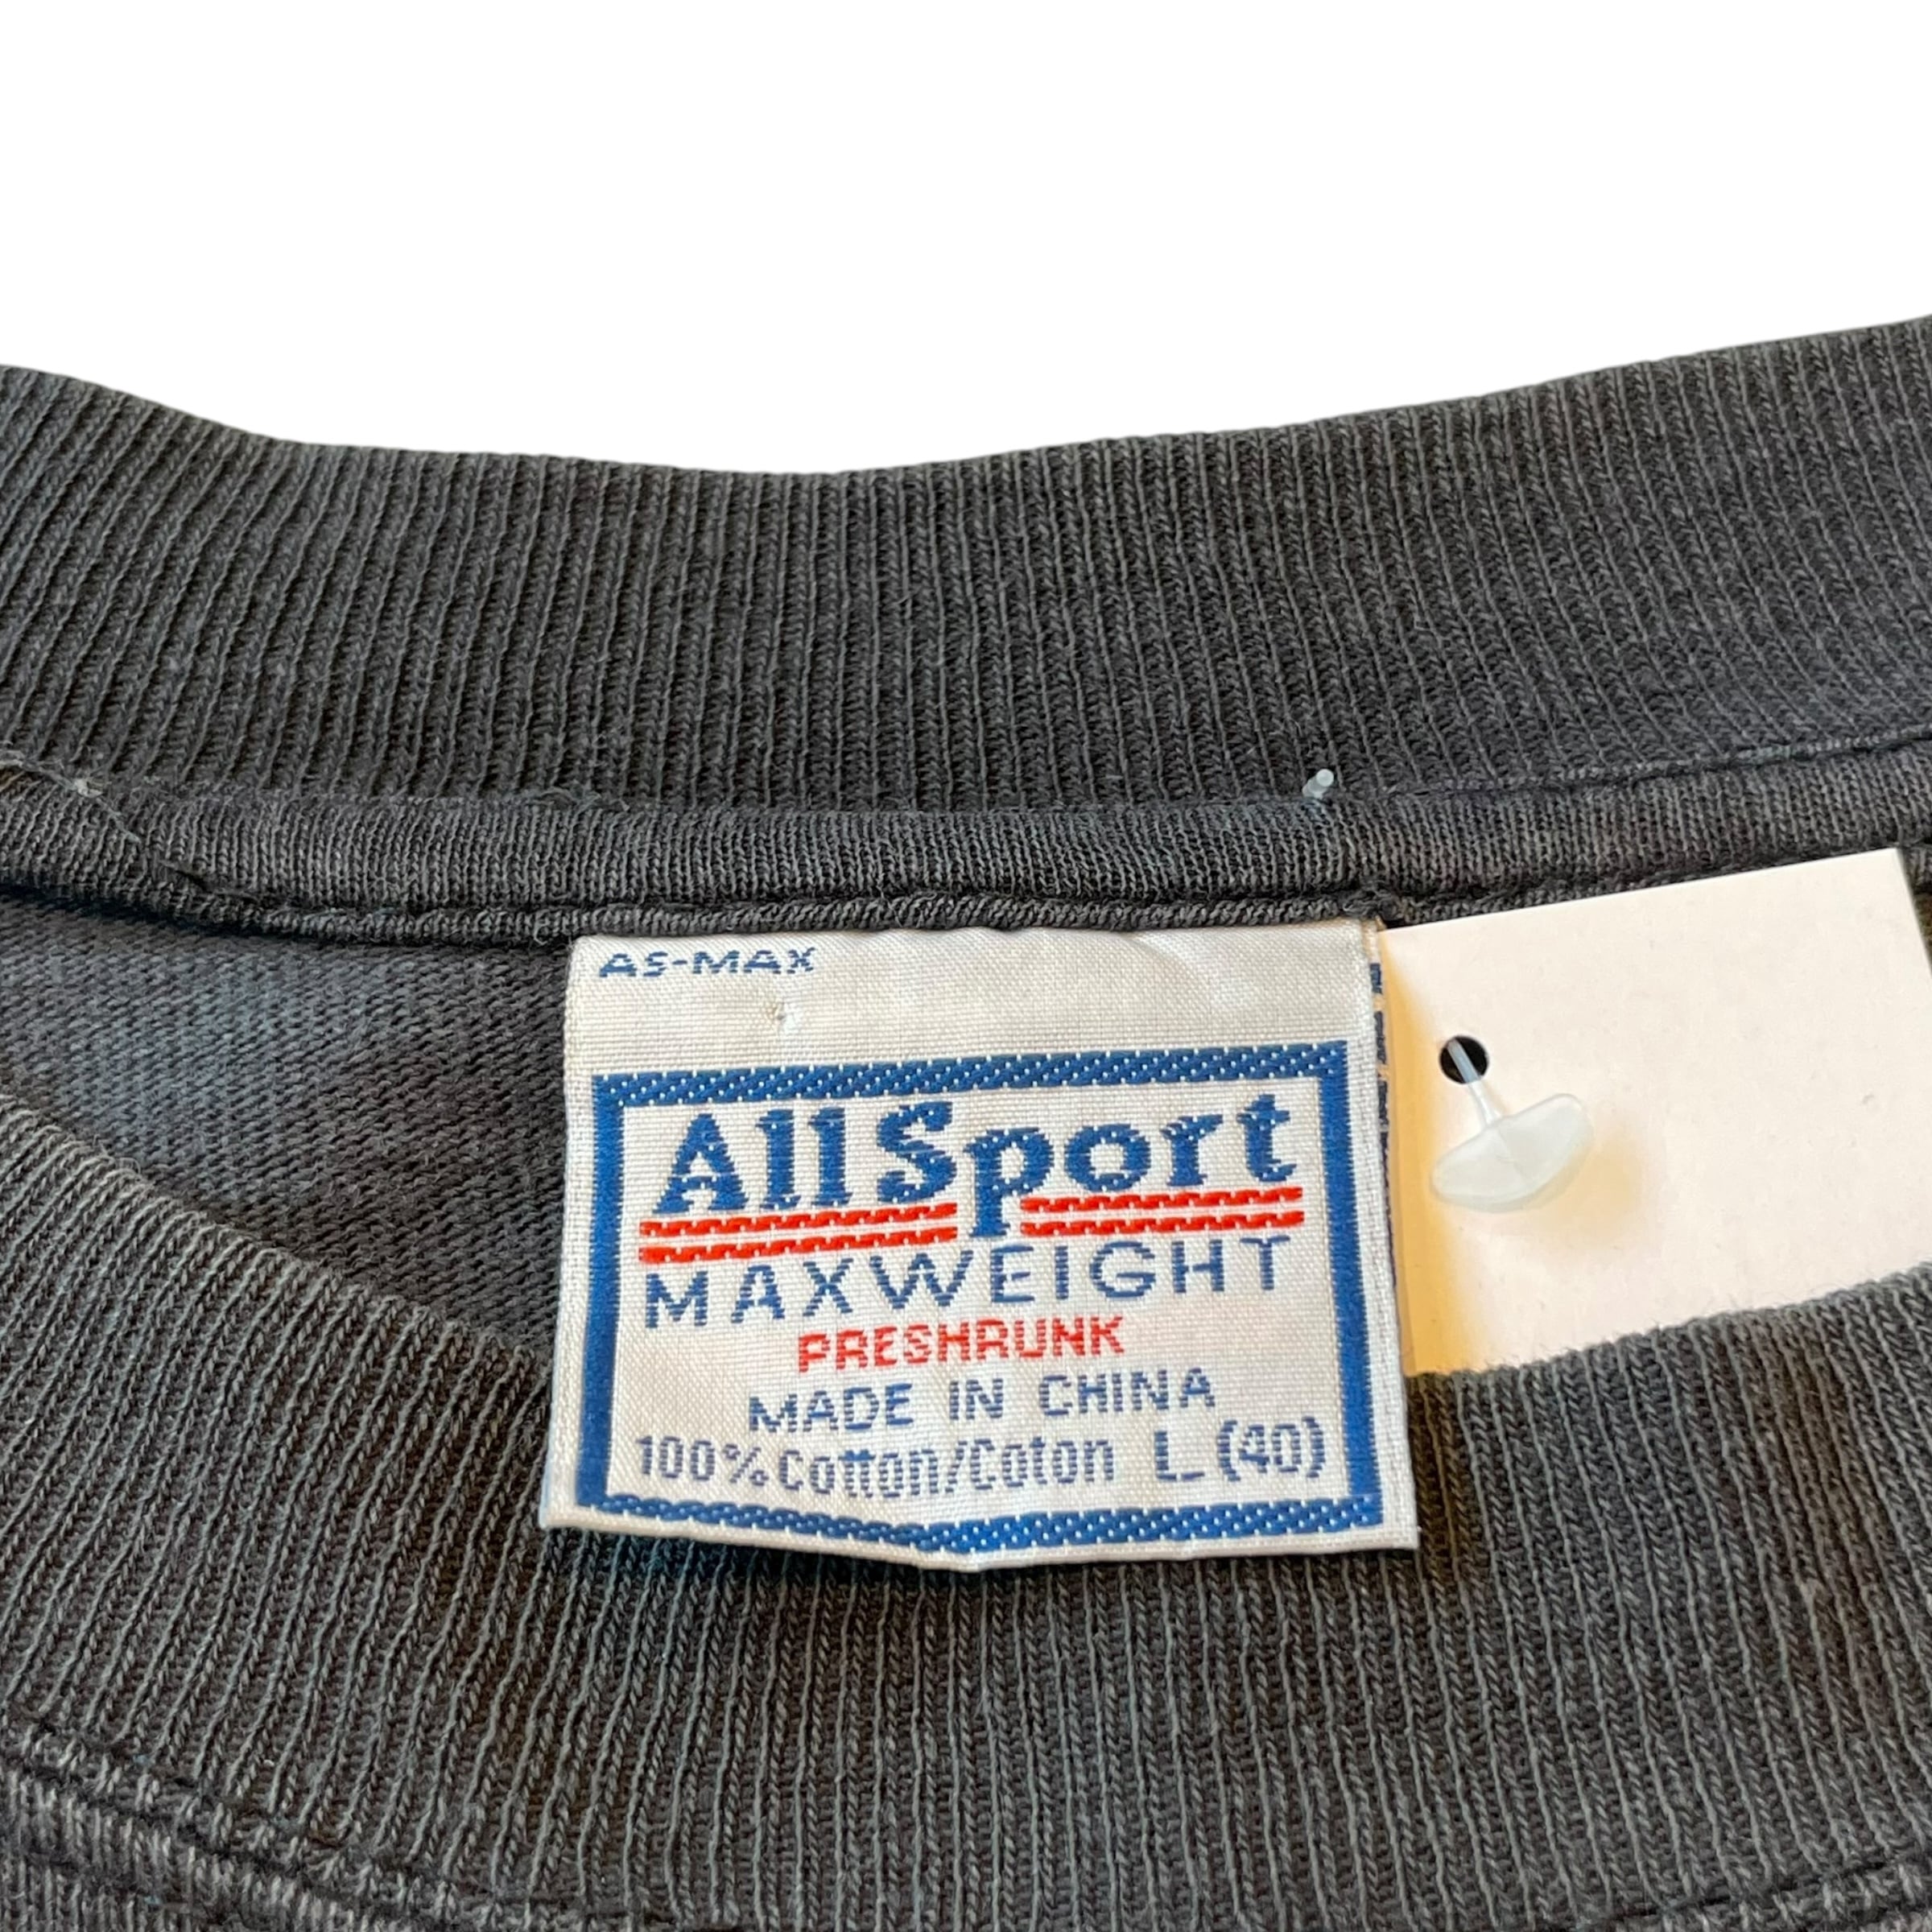 AS-MAX
AllSport
MAXWEIGHT
PRESHRUNK
MADE IN CHINA
100% Cotton/Coton L (40)